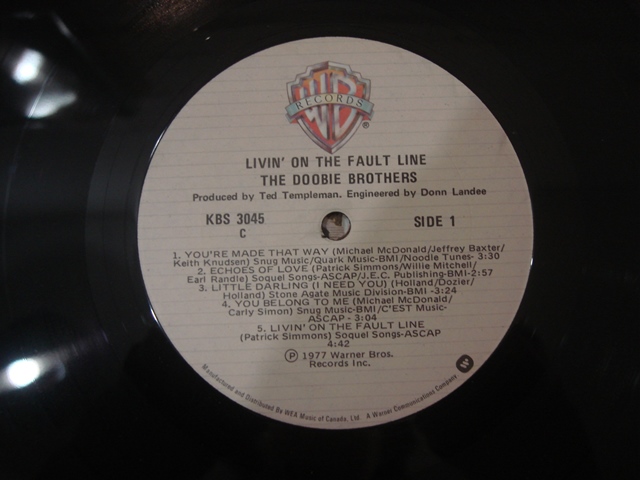 WB
RECORDS
®
LIVIN' ON THE FAULT LINE
THE DOOBIE BROTHERS
Produced by Ted Templeman. Engineered by Donn Landee
KBS 3045
C
SIDE 1
1. YOU'RE MADE THAT WAY (Michael McDonald/Jeffrey Baxter/
Keith Knudsen) Snug Music/Quark Music-BMI/Noodle Tunes- 3:30
2. ECHOES OF LOVE (Patrick Simmons/Willie Mitchell/
Earl Randle) Soquel Songs-ASCAP/J.E.C. Publishing-BMI-2:57
3. LITTLE DARLING (I NEED YOU) (Holland/Dozier/
Holland) Stone Agate Music Division-BMI -3:24
4. YOU BELONG TO ME (Michael McDonald/
Carly Simon) Snug Music-BMI/C'EST Music-
ASCAP - 3:04
5. LIVIN' ON THE FAULT LINE
(Patrick Simmons) Soquel Songs-ASCAP
4:42
Ⓟ 1977 Warner Bros.
Records Inc.
Manufactured and Distributed By WEA Music of Canada, Ltd. A Warner Communications Company